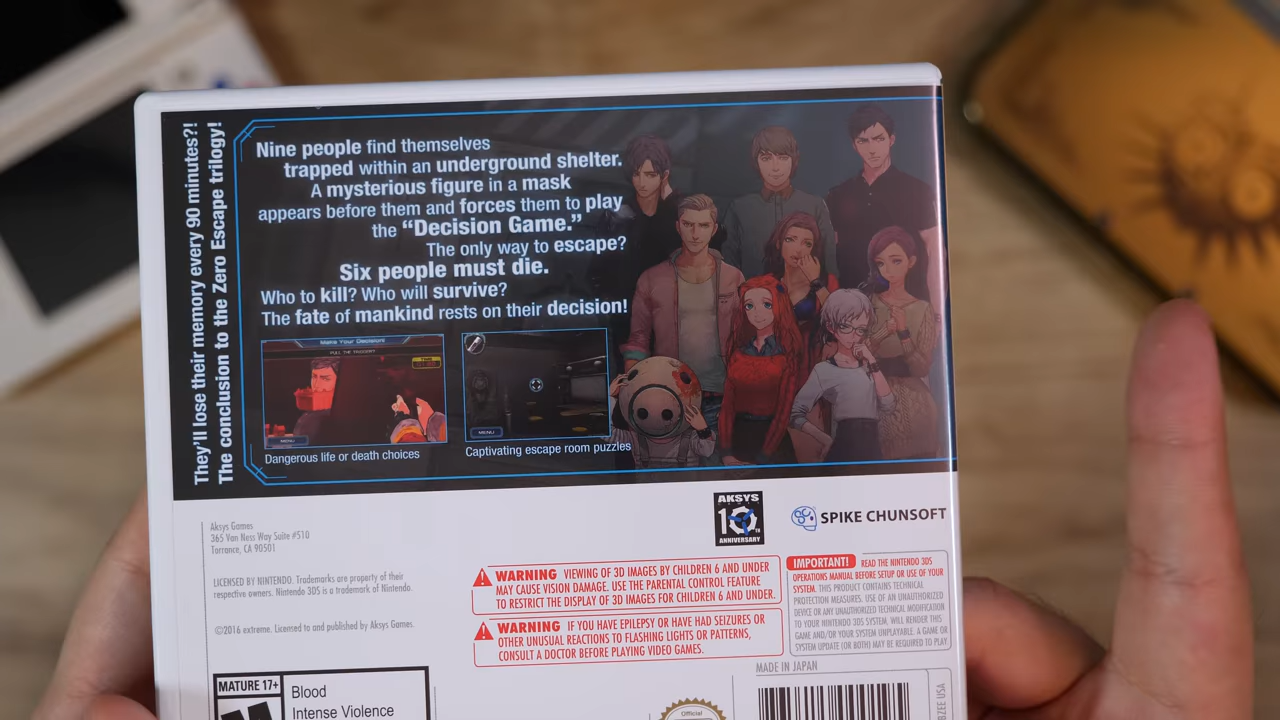 They'll lose their memory every 90 minutes?!
The conclusion to the Zero Escape trilogy!
Nine people find themselves
trapped within an underground shelter.
A mysterious figure in a mask
appears before them and forces them to play
the “Decision Game.”
The only way to escape?
Six people must die.
Who to kill? Who will survive?
The fate of mankind rests on their decision!
Make Your Decision!
PULL THE TRIGGER?
TIME
MENU
MENU
Dangerous life or death choices
Captivating escape room puzzles
Aksys Games
365 Van Ness Way Suite #510
Torrance, CA 90501
LICENSED BY NINTENDO. Trademarks are property of their
respective owners. Nintendo 3DS is a trademark of Nintendo.
©2016 extreme. Licensed to and published by Aksys Games.
AKSYS
GAMES
10TH
ANNIVERSARY
SPIKE CHUNSOFT
WARNING VIEWING OF 3D IMAGES BY CHILDREN 6 AND UNDER
MAY CAUSE VISION DAMAGE. USE THE PARENTAL CONTROL FEATURE
TO RESTRICT THE DISPLAY OF 3D IMAGES FOR CHILDREN 6 AND UNDER.
WARNING IF YOU HAVE EPILEPSY OR HAVE HAD SEIZURES OR
OTHER UNUSUAL REACTIONS TO FLASHING LIGHTS OR PATTERNS,
CONSULT A DOCTOR BEFORE PLAYING VIDEO GAMES.
IMPORTANT! READ THE NINTENDO 3DS
OPERATIONS MANUAL BEFORE SETUP OR USE OF YOUR
SYSTEM. THIS PRODUCT CONTAINS TECHNICAL
PROTECTION MEASURES. USE OF AN UNAUTHORIZED
DEVICE OR ANY UNAUTHORIZED TECHNICAL MODIFICATION
TO YOUR NINTENDO 3DS SYSTEM, WILL RENDER THIS
GAME AND/OR YOUR SYSTEM UNPLAYABLE. A GAME OR
SYSTEM UPDATE (OR BOTH) MAY BE REQUIRED TO PLAY.
MADE IN JAPAN
MATURE 17+
M
Blood
Intense Violence
Official
BZEE USA